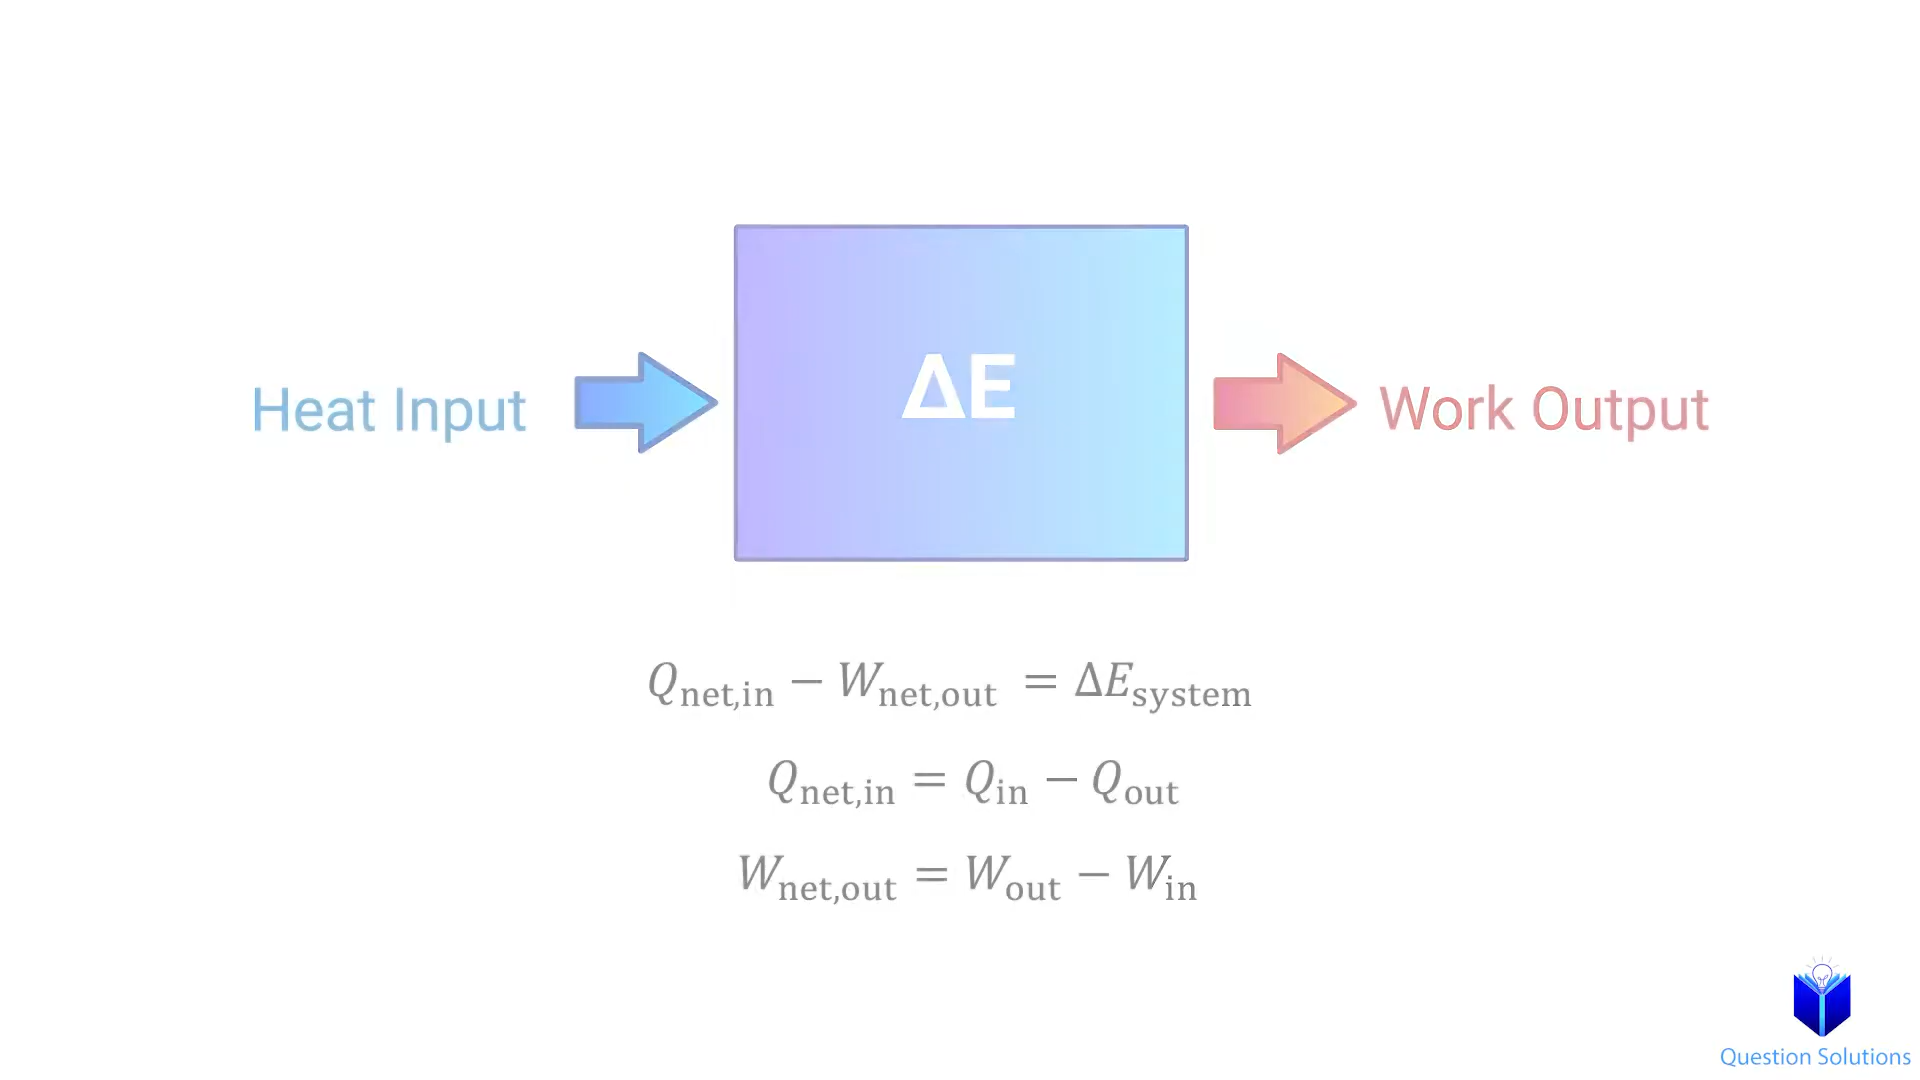 Heat Input
ΔE
Work Output
Q_net,in − W_net,out = ΔE_system
Q_net,in = Q_in − Q_out
W_net,out = W_out − W_in
Question Solutions